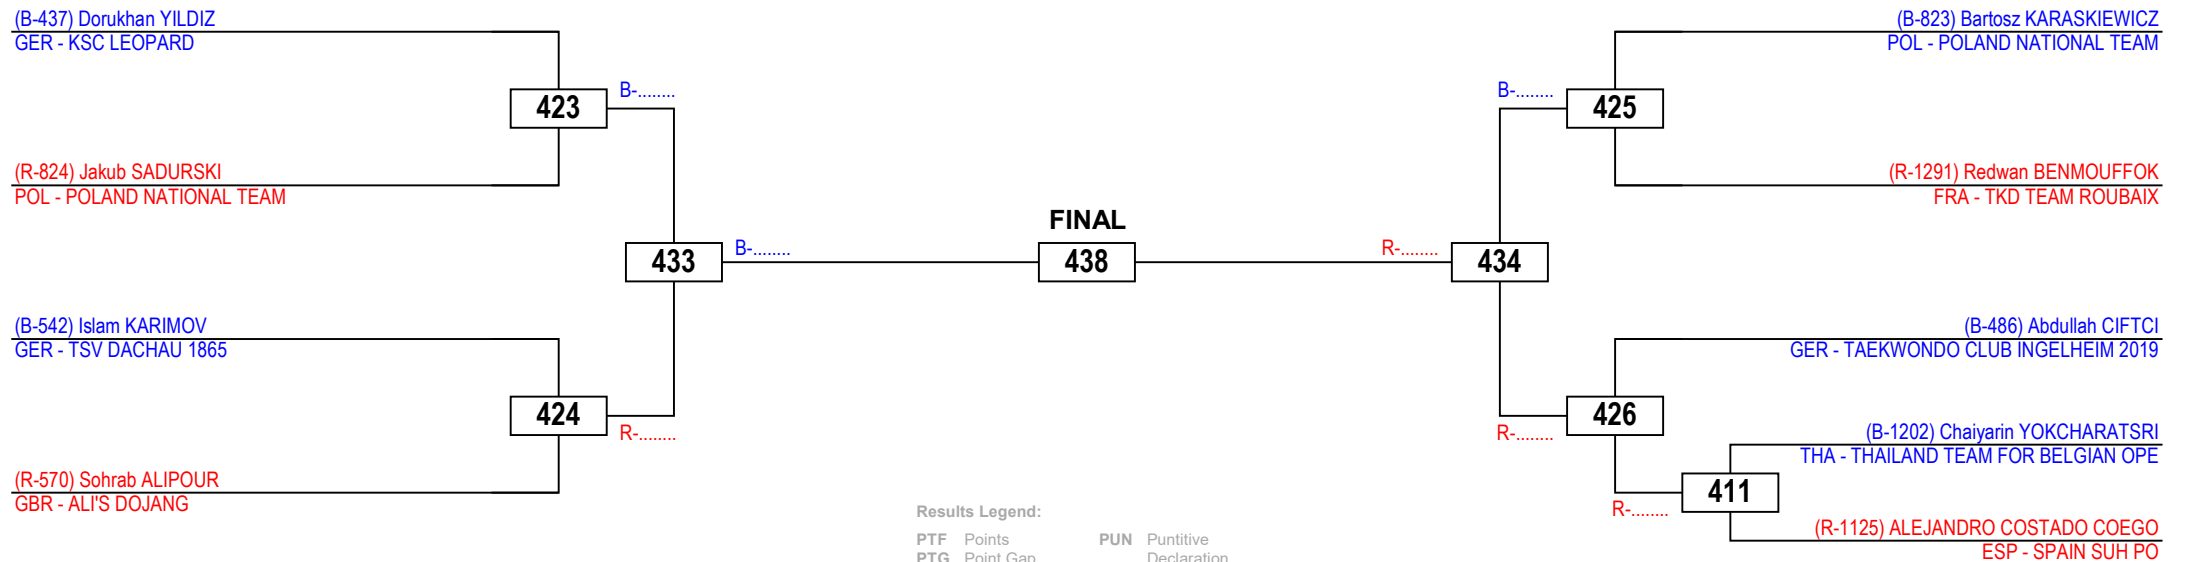 (B-437) Dorukhan YILDIZ
GER - KSC LEOPARD
423
B-........
(R-824) Jakub SADURSKI
POL - POLAND NATIONAL TEAM
433
B-........
(B-542) Islam KARIMOV
GER - TSV DACHAU 1865
424
R-........
(R-570) Sohrab ALIPOUR
GBR - ALI'S DOJANG
FINAL
438
(B-823) Bartosz KARASKIEWICZ
POL - POLAND NATIONAL TEAM
B-........
425
(R-1291) Redwan BENMOUFFOK
FRA - TKD TEAM ROUBAIX
R-........
434
(B-486) Abdullah CIFTCI
GER - TAEKWONDO CLUB INGELHEIM 2019
R-........
426
(B-1202) Chaiyarin YOKCHARATSRI
THA - THAILAND TEAM FOR BELGIAN OPE
R-........
411
(R-1125) ALEJANDRO COSTADO COEGO
ESP - SPAIN SUH PO
Results Legend:
PTF Points
PTG Point Gap
PUN Puntitive
Declaration